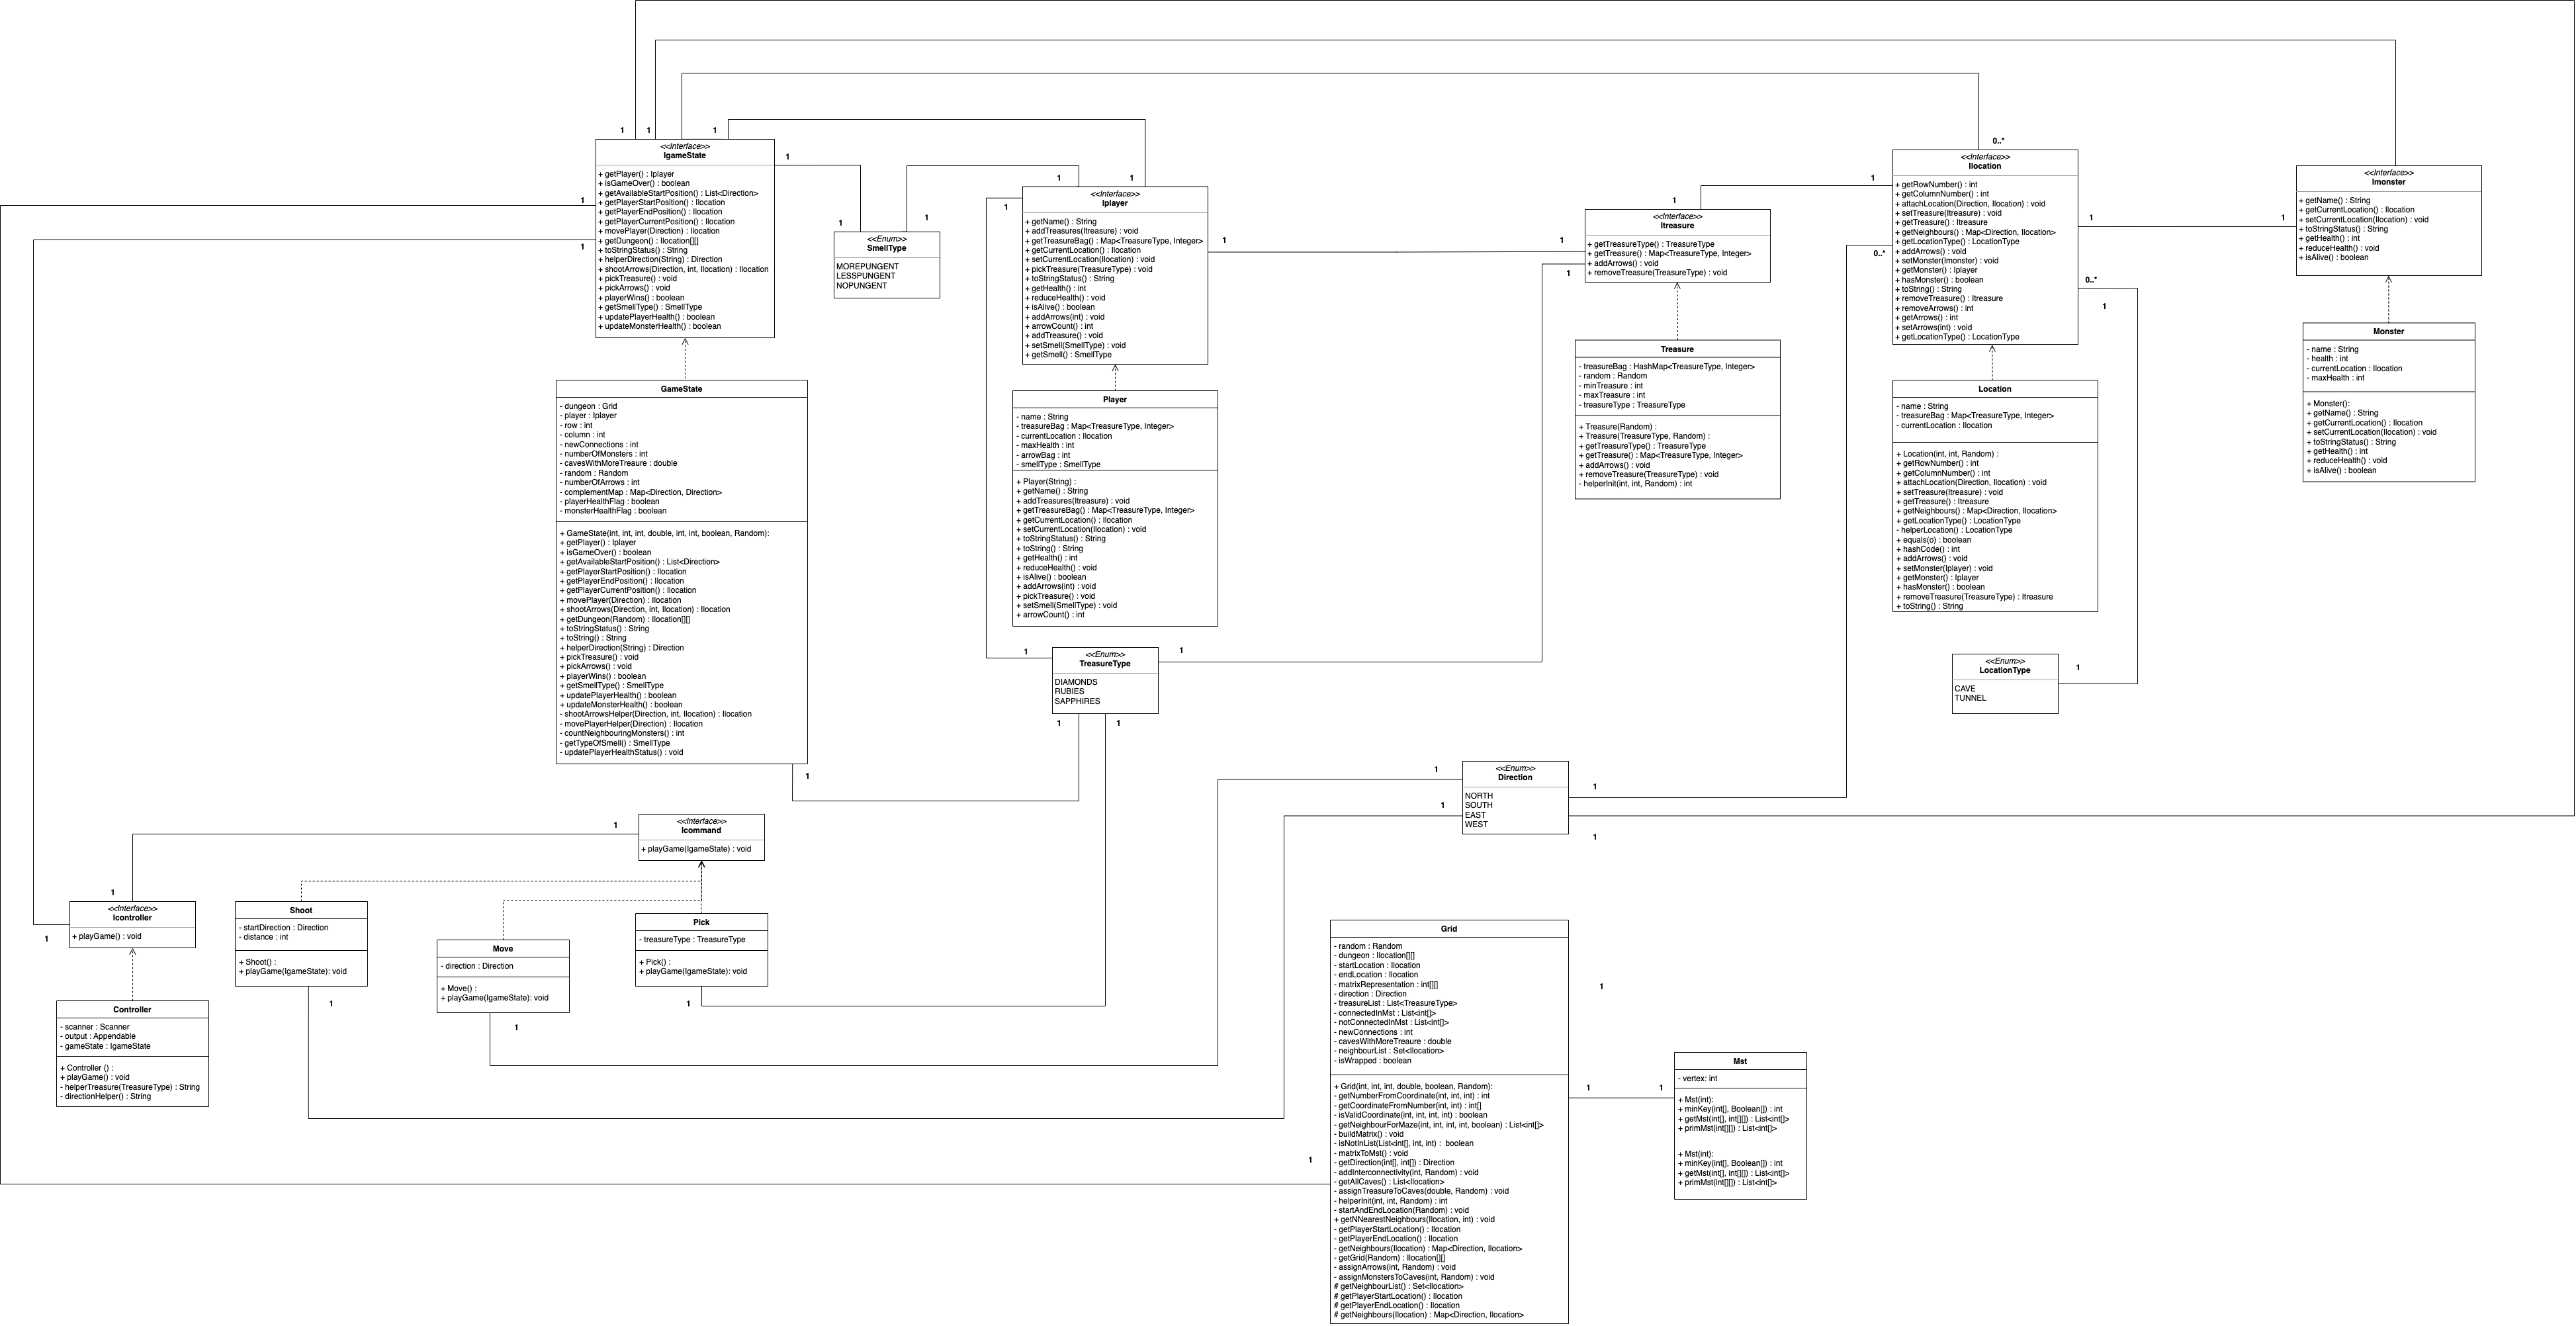 <<Interface>>
IgameState
+ getPlayer() : Iplayer
+ isGameOver() : boolean
+ getAvailableStartPosition() : List<Direction>
+ getPlayerStartPosition() : Ilocation
+ getPlayerEndPosition() : Ilocation
+ getPlayerCurrentPosition() : Ilocation
+ movePlayer(Direction) : Ilocation
+ getDungeon() : Ilocation[][]
+ toStringStatus() : String
+ helperDirection(String) : Direction
+ shootArrows(Direction, int, Ilocation) : Ilocation
+ pickTreasure() : void
+ pickArrows() : void
+ playerWins() : boolean
+ getSmellType() : SmellType
+ updatePlayerHealth() : boolean
+ updateMonsterHealth() : boolean
1
1
1
1
1
1
1
<<Enum>>
SmellType
MOREPUNGENT
LESSPUNGENT
NOPUNGENT
1
1
<<Interface>>
Iplayer
+ getName() : String
+ addTreasures(Itreasure) : void
+ getTreasureBag() : Map<TreasureType, Integer>
+ getCurrentLocation() : Ilocation
+ setCurrentLocation(Ilocation) : void
+ pickTreasure(TreasureType) : void
+ toStringStatus() : String
+ getHealth() : int
+ reduceHealth() : void
+ isAlive() : boolean
+ addArrows(int) : void
+ arrowCount() : int
+ addTreasure() : void
+ setSmell(SmellType) : void
+ getSmell() : SmellType
1
1
1
1
<<Interface>>
Itreasure
+ getTreasureType() : TreasureType
+ getTreasure() : Map<TreasureType, Integer>
+ addArrows() : void
+ removeTreasure(TreasureType) : void
1
1
1
<<Interface>>
Ilocation
+ getRowNumber() : int
+ getColumnNumber() : int
+ attachLocation(Direction, Ilocation) : void
+ setTreasure(Itreasure) : void
+ getTreasure() : Itreasure
+ getNeighbours() : Map<Direction, Ilocation>
+ getLocationType() : LocationType
+ addArrows() : void
+ setMonster(Imonster) : void
+ getMonster() : Iplayer
+ hasMonster() : boolean
+ toString() : String
+ removeTreasure() : Itreasure
+ removeArrows() : int
+ getArrows() : int
+ setArrows(int) : void
+ getLocationType() : LocationType
0..*
1
0..*
1
0..*
1
<<Interface>>
Imonster
+ getName() : String
+ getCurrentLocation() : Ilocation
+ setCurrentLocation(Ilocation) : void
+ toStringStatus() : String
+ getHealth() : int
+ reduceHealth() : void
+ isAlive() : boolean
1
GameState
- dungeon : Grid
- player : Iplayer
- row : int
- column : int
- newConnections : int
- numberOfMonsters : int
- cavesWithMoreTreaure : double
- random : Random
- numberOfArrows : int
- complementMap : Map<Direction, Direction>
- playerHealthFlag : boolean
- monsterHealthFlag : boolean
+ GameState(int, int, int, double, int, int, boolean, Random):
+ getPlayer() : Iplayer
+ isGameOver() : boolean
+ getAvailableStartPosition() : List<Direction>
+ getPlayerStartPosition() : Ilocation
+ getPlayerEndPosition() : Ilocation
+ getPlayerCurrentPosition() : Ilocation
+ movePlayer(Direction) : Ilocation
+ shootArrows(Direction, int, Ilocation) : Ilocation
+ getDungeon(Random) : Ilocation[][]
+ toStringStatus() : String
+ toString() : String
+ helperDirection(String) : Direction
+ pickTreasure() : void
+ pickArrows() : void
+ playerWins() : boolean
+ getSmellType() : SmellType
+ updatePlayerHealth() : boolean
+ updateMonsterHealth() : boolean
- shootArrowsHelper(Direction, int, Ilocation) : Ilocation
- movePlayerHelper(Direction) : Ilocation
- countNeighbouringMonsters() : int
- getTypeOfSmell() : SmellType
- updatePlayerHealthStatus() : void
1
Player
- name : String
- treasureBag : Map<TreasureType, Integer>
- currentLocation : Ilocation
- maxHealth : int
- arrowBag : int
- smellType : SmellType
+ Player(String) :
+ getName() : String
+ addTreasures(Itreasure) : void
+ getTreasureBag() : Map<TreasureType, Integer>
+ getCurrentLocation() : Ilocation
+ setCurrentLocation(Ilocation) : void
+ toStringStatus() : String
+ toString() : String
+ getHealth() : int
+ reduceHealth() : void
+ isAlive() : boolean
+ addArrows(int) : void
+ pickTreasure() : void
+ setSmell(SmellType) : void
+ arrowCount() : int
Treasure
- treasureBag : HashMap<TreasureType, Integer>
- random : Random
- minTreasure : int
- maxTreasure : int
- treasureType : TreasureType
+ Treasure(Random) :
+ Treasure(TreasureType, Random) :
+ getTreasureType() : TreasureType
+ getTreasure() : Map<TreasureType, Integer>
+ addArrows() : void
+ removeTreasure(TreasureType) : void
- helperInit(int, int, Random) : int
Location
- name : String
- treasureBag : Map<TreasureType, Integer>
- currentLocation : Ilocation
+ Location(int, int, Random) :
+ getRowNumber() : int
+ getColumnNumber() : int
+ attachLocation(Direction, Ilocation) : void
+ setTreasure(Itreasure) : void
+ getTreasure() : Itreasure
+ getNeighbours() : Map<Direction, Ilocation>
+ getLocationType() : LocationType
- helperLocation() : LocationType
+ equals(o) : boolean
+ hashCode() : int
+ addArrows() : void
+ setMonster(Iplayer) : void
+ getMonster() : Iplayer
+ hasMonster() : boolean
+ removeTreasure(TreasureType) : Itreasure
+ toString() : String
Monster
- name : String
- health : int
- currentLocation : Ilocation
- maxHealth : int
+ Monster():
+ getName() : String
+ getCurrentLocation() : Ilocation
+ setCurrentLocation(Ilocation) : void
+ toStringStatus() : String
+ getHealth() : int
+ reduceHealth() : void
+ isAlive() : boolean
<<Enum>>
TreasureType
DIAMONDS
RUBIES
SAPPHIRES
1
1
1
1
<<Enum>>
LocationType
CAVE
TUNNEL
1
<<Enum>>
Direction
NORTH
SOUTH
EAST
WEST
1
1
1
1
<<Interface>>
Icommand
+ playGame(IgameState) : void
1
<<Interface>>
Icontroller
+ playGame() : void
1
1
Shoot
- startDirection : Direction
- distance : int
+ Shoot() :
+ playGame(IgameState): void
1
Move
- direction : Direction
+ Move() :
+ playGame(IgameState): void
1
Pick
- treasureType : TreasureType
+ Pick() :
+ playGame(IgameState): void
1
Controller
- scanner : Scanner
- output : Appendable
- gameState : IgameState
+ Controller () :
+ playGame() : void
- helperTreasure(TreasureType) : String
- directionHelper() : String
Grid
- random : Random
- dungeon : Ilocation[][]
- startLocation : Ilocation
- endLocation : Ilocation
- matrixRepresentation : int[][]
- direction : Direction
- treasureList : List<TreasureType>
- connectedInMst : List<int[]>
- notConnectedInMst : List<int[]>
- newConnections : int
- cavesWithMoreTreaure : double
- neighbourList : Set<Ilocation>
- isWrapped : boolean
+ Grid(int, int, int, double, boolean, Random):
- getNumberFromCoordinate(int, int, int) : int
- getCoordinateFromNumber(int, int) : int[]
- isValidCoordinate(int, int, int, int) : boolean
- getNeighbourForMaze(int, int, int, int, boolean) : List<int[]>
- buildMatrix() : void
- isNotInList(List<int[], int, int) : boolean
- matrixToMst() : void
- getDirection(int[], int[]) : Direction
- addInterconnectivity(int, Random) : void
- getAllCaves() : List<Ilocation>
- assignTreasureToCaves(double, Random) : void
- helperInit(int, int, Random) : int
- startAndEndLocation(Random) : void
+ getNNearestNeighbours(Ilocation, int) : void
- getPlayerStartLocation() : Ilocation
- getPlayerEndLocation() : Ilocation
- getNeighbours(Ilocation) : Map<Direction, Ilocation>
- getGrid(Random) : Ilocation[][]
- assignArrows(int, Random) : void
- assignMonstersToCaves(int, Random) : void
# getNeighbourList() : Set<Ilocation>
# getPlayerStartLocation() : Ilocation
# getPlayerEndLocation() : Ilocation
# getNeighbours(Ilocation) : Map<Direction, Ilocation>
1
1
1
1
Mst
- vertex: int
+ Mst(int):
+ minKey(int[], Boolean[]) : int
+ getMst(int[], int[][]) : List<int[]>
+ primMst(int[][]) : List<int[]>
+ Mst(int):
+ minKey(int[], Boolean[]) : int
+ getMst(int[], int[][]) : List<int[]>
+ primMst(int[][]) : List<int[]>